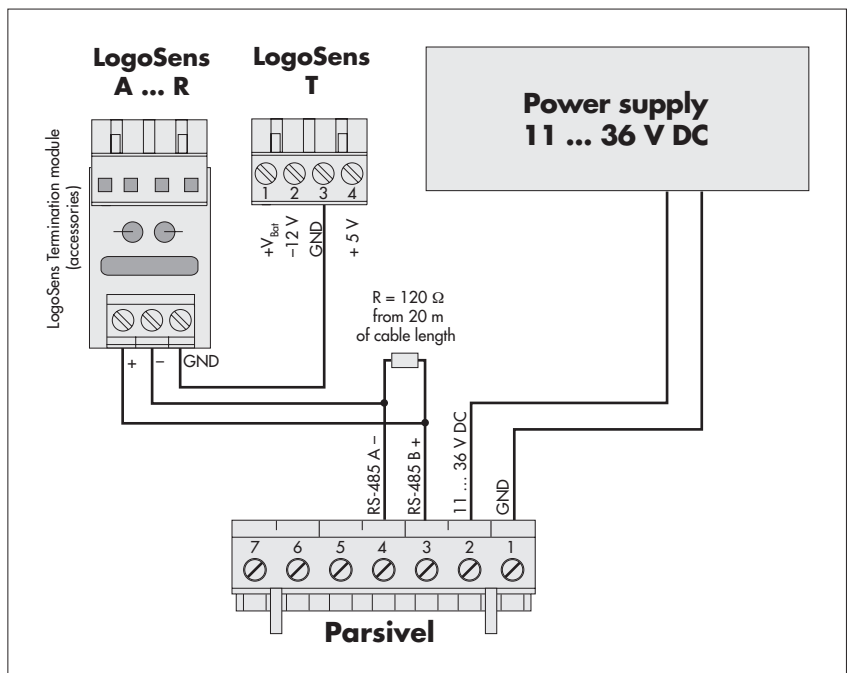 LogoSens
A ... R
LogoSens
T
Power supply
11 ... 36 V DC
LogoSens Termination module
(accessories)
1 2 3 4
+VBat
–12 V
GND
+ 5 V
R = 120 Ω
from 20 m
of cable length
+ – GND
RS-485 A –
RS-485 B +
11 ... 36 V DC
GND
7 6 5 4 3 2 1
Parsivel